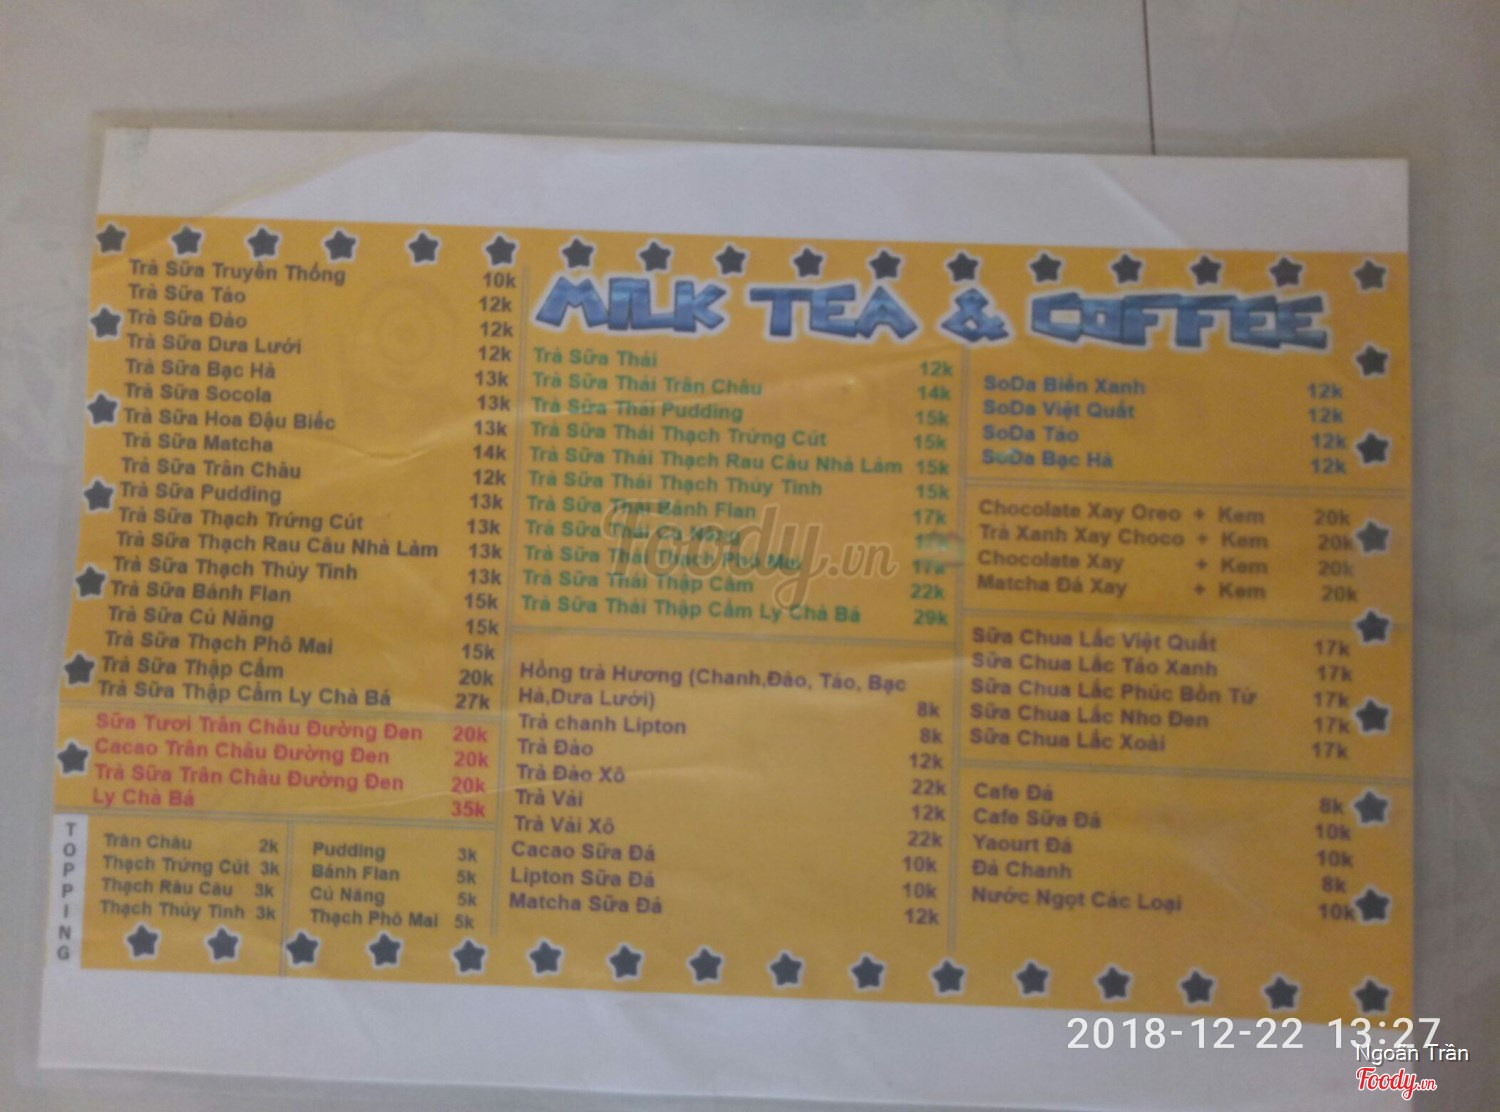 MILK TEA & COFFEE
Trà Sữa Truyền Thống 10k
Trà Sữa Táo 12k
Trà Sữa Đào 12k
Trà Sữa Dưa Lưới 12k
Trà Sữa Bạc Hà 13k
Trà Sữa Socola 13k
Trà Sữa Hoa Đậu Biếc 13k
Trà Sữa Matcha 14k
Trà Sữa Trân Châu 12k
Trà Sữa Pudding 13k
Trà Sữa Thạch Trứng Cút 13k
Trà Sữa Thạch Rau Câu Nhà Làm 13k
Trà Sữa Thạch Thủy Tinh 13k
Trà Sữa Bánh Flan 15k
Trà Sữa Củ Năng 15k
Trà Sữa Thạch Phô Mai 15k
Trà Sữa Thập Cẩm 20k
Trà Sữa Thập Cẩm Ly Chà Bá 27k
Sữa Tươi Trân Châu Đường Đen 20k
Cacao Trân Châu Đường Đen 20k
Trà Sữa Trân Châu Đường Đen 20k
Ly Chà Bá 35k
TOPPING
Trân Châu 2k
Thạch Trứng Cút 3k
Thạch Râu Câu 3k
Thạch Thủy Tinh 3k
Pudding 3k
Bánh Flan 5k
Củ Năng 5k
Thạch Phô Mai 5k
Trà Sữa Thái 12k
Trà Sữa Thái Trân Châu 14k
Trà Sữa Thái Pudding 15k
Trà Sữa Thái Thạch Trứng Cút 15k
Trà Sữa Thái Thạch Rau Câu Nhà Làm 15k
Trà Sữa Thái Thạch Thủy Tinh 15k
Trà Sữa Thái Bánh Flan 17k
Trà Sữa Thái Củ Năng
Trà Sữa Thái Thạch Phô Mai 17k
Trà Sữa Thái Thập Cẩm 22k
Trà Sữa Thái Thập Cẩm Ly Chà Bá 29k
Hồng trà Hương (Chanh,Đào, Táo, Bạc
Hà,Dưa Lưới) 8k
Trà chanh Lipton 8k
Trà Đào 12k
Trà Đào Xô 22k
Trà Vải 12k
Trà Vải Xô 22k
Cacao Sữa Đá 10k
Lipton Sữa Đá 10k
Matcha Sữa Đá 12k
SoDa Biển Xanh 12k
SoDa Việt Quất 12k
SoDa Táo 12k
SoDa Bạc Hà 12k
Chocolate Xay Oreo + Kem 20k
Trà Xanh Xay Choco + Kem 20k
Chocolate Xay + Kem 20k
Matcha Đá Xay + Kem 20k
Sữa Chua Lắc Việt Quất 17k
Sữa Chua Lắc Táo Xanh 17k
Sữa Chua Lắc Phúc Bồn Tử 17k
Sữa Chua Lắc Nho Đen 17k
Sữa Chua Lắc Xoài 17k
Cafe Đá 8k
Cafe Sữa Đá 10k
Yaourt Đá 10k
Đá Chanh 8k
Nước Ngọt Các Loại 10k
Foody.vn
2018-12-22 13:27
Ngoãn Trần
Foody.vn